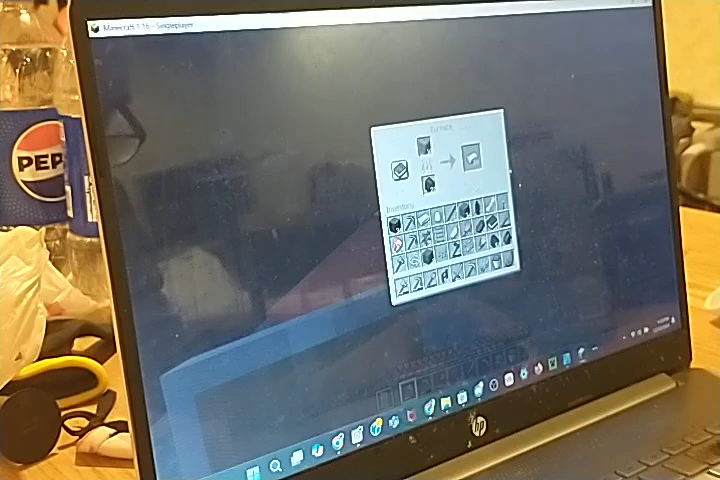 Minecraft 1.16 - Singleplayer
PEP
Furnace
Inventory
hp